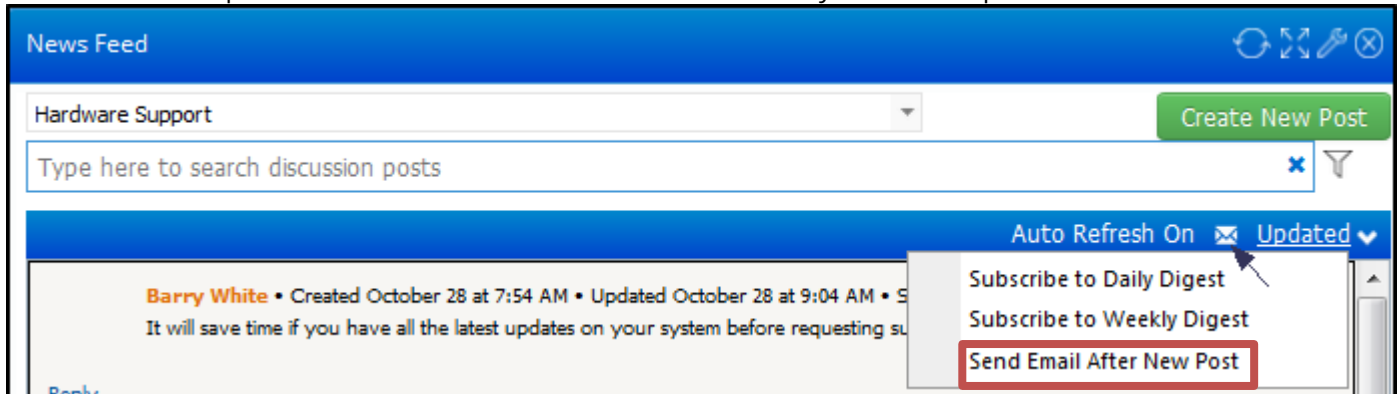 News Feed
Hardware Support
Create New Post
Type here to search discussion posts
Auto Refresh On Updated
Subscribe to Daily Digest
Subscribe to Weekly Digest
Send Email After New Post
Barry White • Created October 28 at 7:54 AM • Updated October 28 at 9:04 AM • S
It will save time if you have all the latest updates on your system before requesting su
Reply